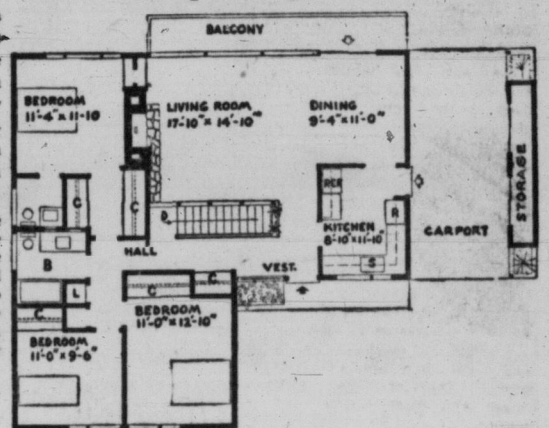 BALCONY
BEDROOM
11'-4" x 11-10
LIVING ROOM
17'-10" x 14'-10"
DINING
9'-4" x 11'-0"
REF
R
KITCHEN
8'-10" x 11'-10"
S
CARPORT
STORAGE
C
C
D
HALL
VEST.
B
L
C
C
C
BEDROOM
11'-0" x 12'-10"
BEDROOM
11'-0" x 9'-6"